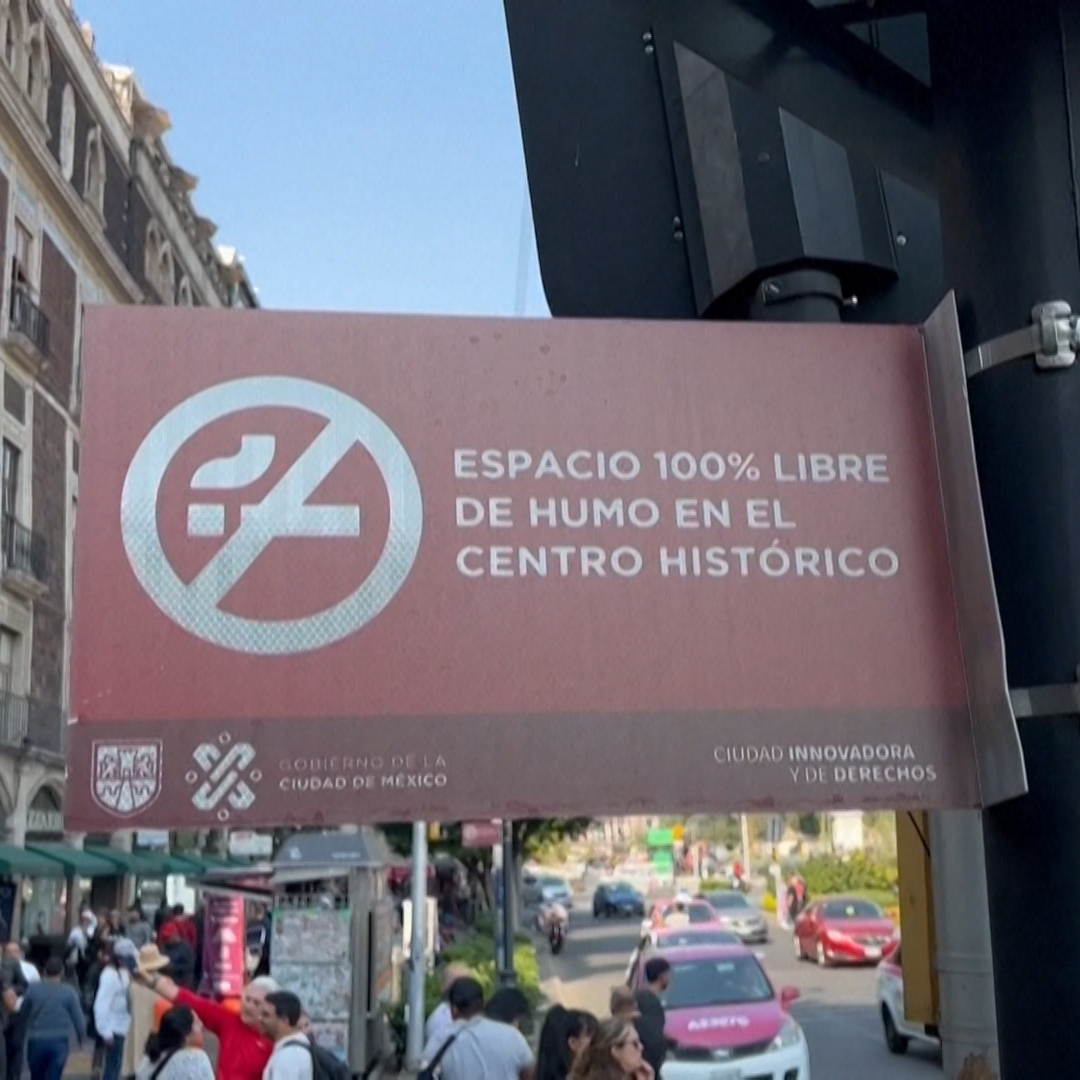 ESPACIO 100% LIBRE
DE HUMO EN EL
CENTRO HISTÓRICO
GOBIERNO DE LA
CIUDAD DE MÉXICO
CIUDAD INNOVADORA
Y DE DERECHOS